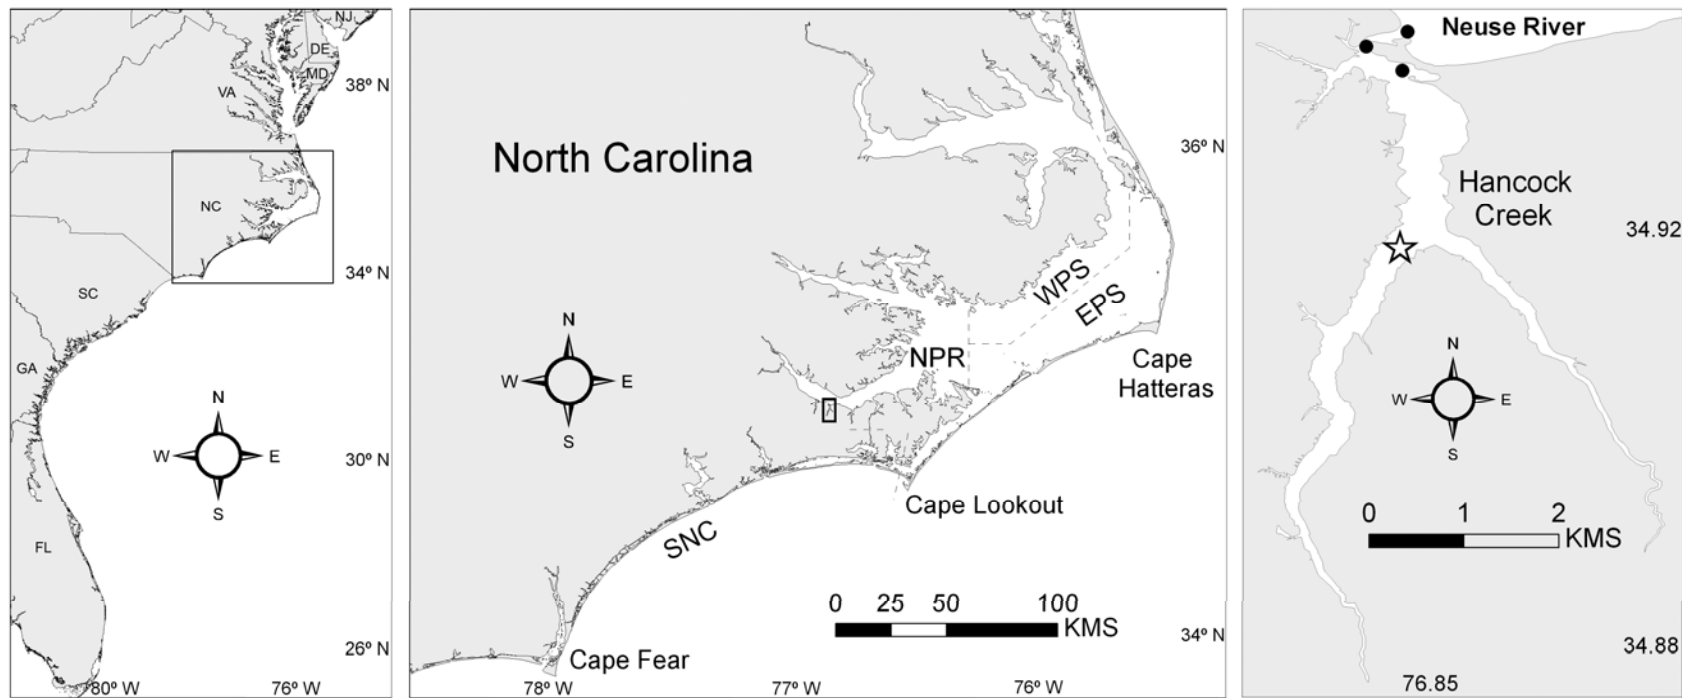 NJ
DE
MD
VA
38º N
NC
34º N
SC
GA
N
W
E
S
30º N
FL
26º N
80º W
76º W
North Carolina
36º N
WPS
EPS
NPR
N
W
E
S
Cape
Hatteras
Cape Lookout
SNC
0 25 50 100
KMS
Cape Fear
34º N
78º W
77º W
76º W
Neuse River
Hancock
Creek
34.92
N
W
E
S
0 1 2
KMS
34.88
76.85